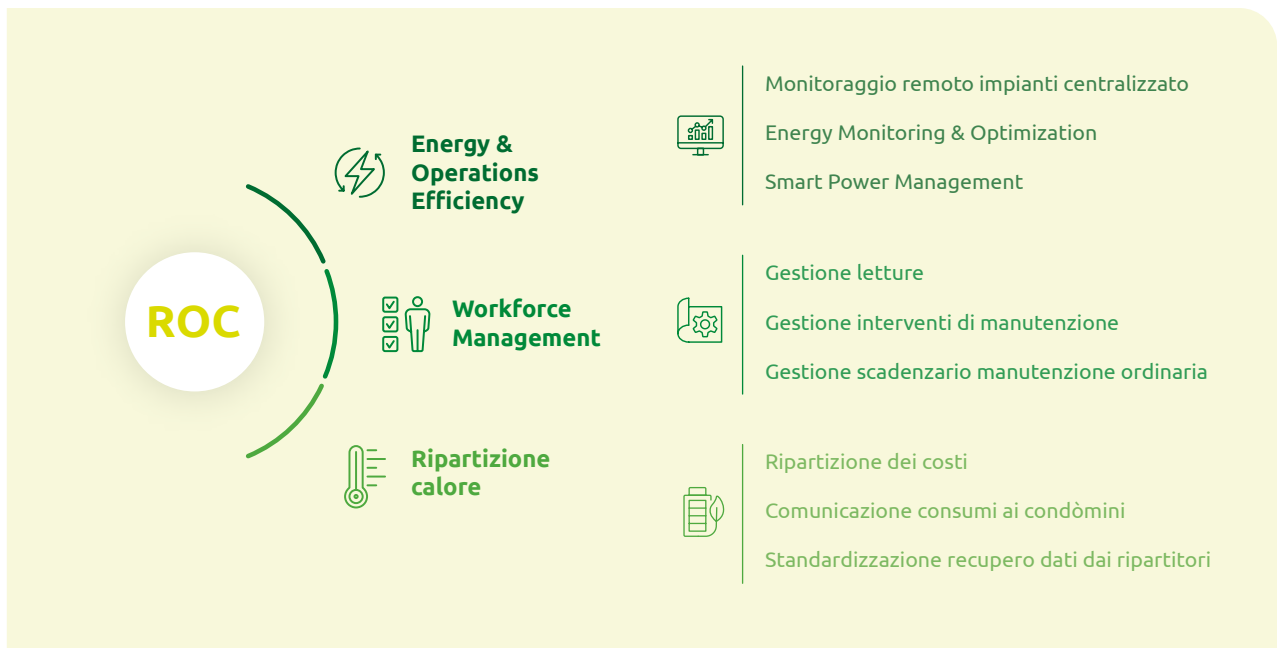 ROC
Energy &
Operations
Efficiency
Monitoraggio remoto impianti centralizzato
Energy Monitoring & Optimization
Smart Power Management
Workforce
Management
Gestione letture
Gestione interventi di manutenzione
Gestione scadenzario manutenzione ordinaria
Ripartizione
calore
Ripartizione dei costi
Comunicazione consumi ai condòmini
Standardizzazione recupero dati dai ripartitori